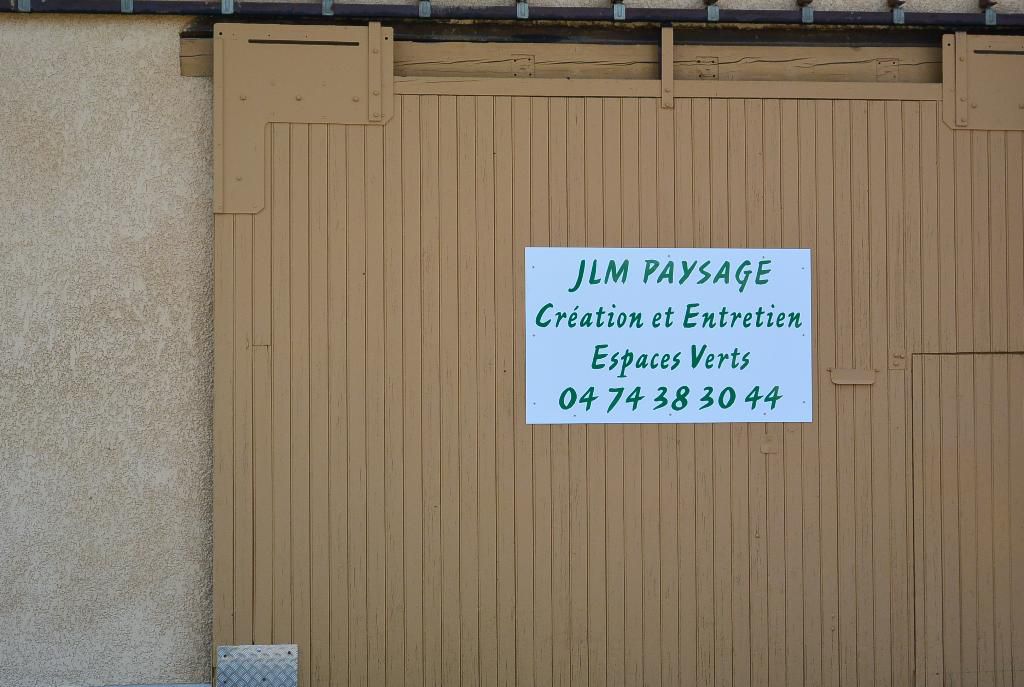 JLM PAYSAGE
Création et Entretien
Espaces Verts
04 74 38 30 44